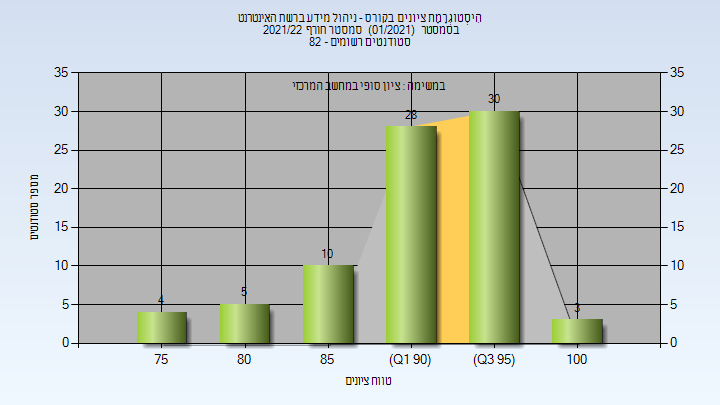 היסטוגרמת ציונים בקורס - ניהול מידע ברשת האינטרנט
בסמסטר (01/2021) סמסטר חורף 2021/22
סטודנטים רשומים - 82
במשימה : ציון סופי במחשב המרכזי
35 35
30 30
25 25
20 20
15 15
10 10
5 5
0 0
4 5 10 28 30 3
75 80 85 (Q1 90) (Q3 95) 100
מספר סטודנטים
טווח ציונים